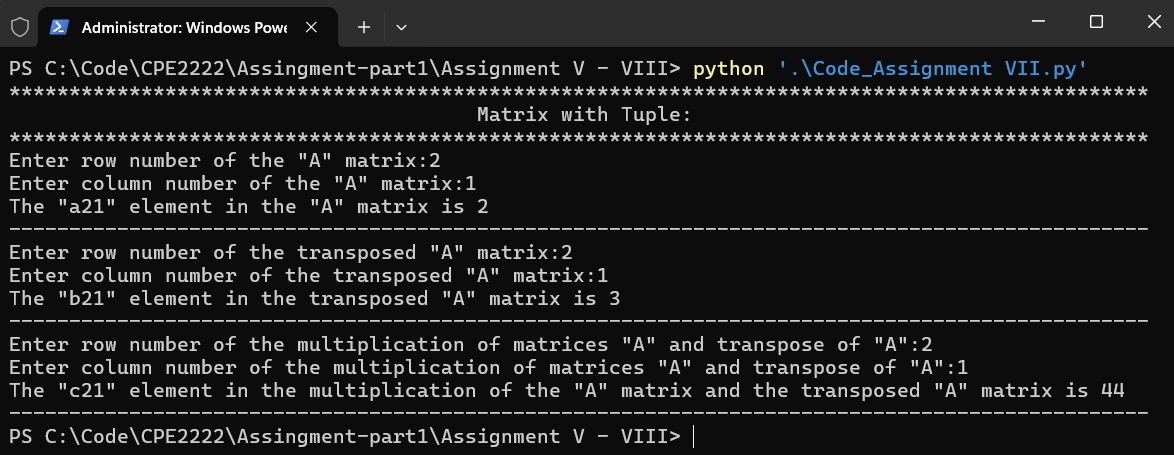 Administrator: Windows Powe
PS C:\Code\CPE2222\Assingment-part1\Assignment V - VIII> python '.\Code_Assignment VII.py'
***********************************************************************************************
Matrix with Tuple:
***********************************************************************************************
Enter row number of the "A" matrix:2
Enter column number of the "A" matrix:1
The "a21" element in the "A" matrix is 2
-----------------------------------------------------------------------------------------------
Enter row number of the transposed "A" matrix:2
Enter column number of the transposed "A" matrix:1
The "b21" element in the transposed "A" matrix is 3
-----------------------------------------------------------------------------------------------
Enter row number of the multiplication of matrices "A" and transpose of "A":2
Enter column number of the multiplication of matrices "A" and transpose of "A":1
The "c21" element in the multiplication of the "A" matrix and the transposed "A" matrix is 44
-----------------------------------------------------------------------------------------------
PS C:\Code\CPE2222\Assingment-part1\Assignment V - VIII>